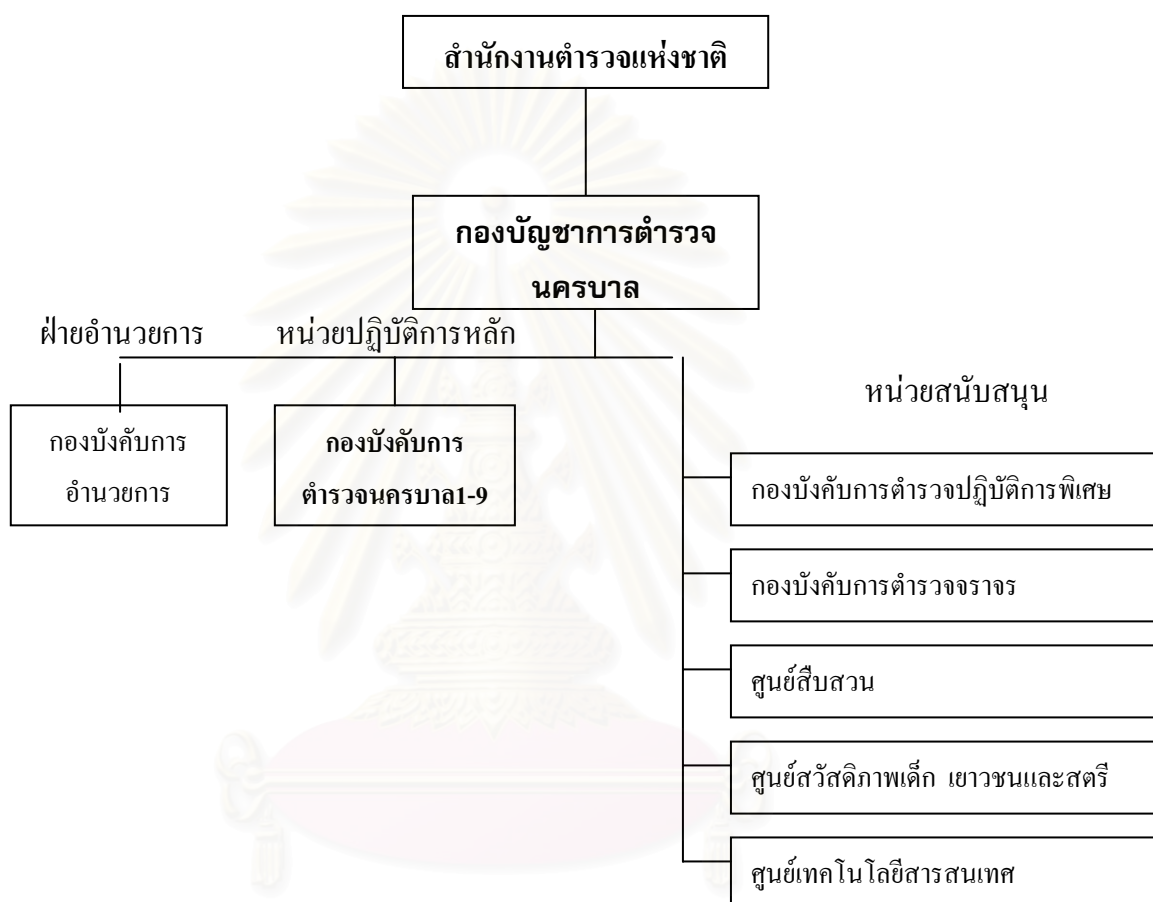 สำนักงานตำรวจแห่งชาติ
กองบัญชาการตำรวจ
นครบาล
ฝ่ายอำนวยการ
หน่วยปฏิบัติการหลัก
หน่วยสนับสนุน
กองบังคับการ
อำนวยการ
กองบังคับการ
ตำรวจนครบาล1-9
กองบังคับการตำรวจปฏิบัติการพิเศษ
กองบังคับการตำรวจจราจร
ศูนย์สืบสวน
ศูนย์สวัสดิภาพเด็ก เยาวชนและสตรี
ศูนย์เทคโนโลยีสารสนเทศ